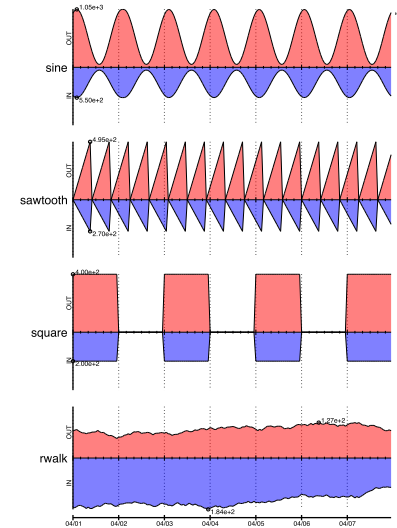 1.05e+3
OUT
sine
IN
5.50e+2
4.95e+2
OUT
sawtooth
IN
2.70e+2
4.00e+2
OUT
square
IN
2.00e+2
1.27e+2
OUT
rwalk
IN
1.84e+2
04/01 04/02 04/03 04/04 04/05 04/06 04/07